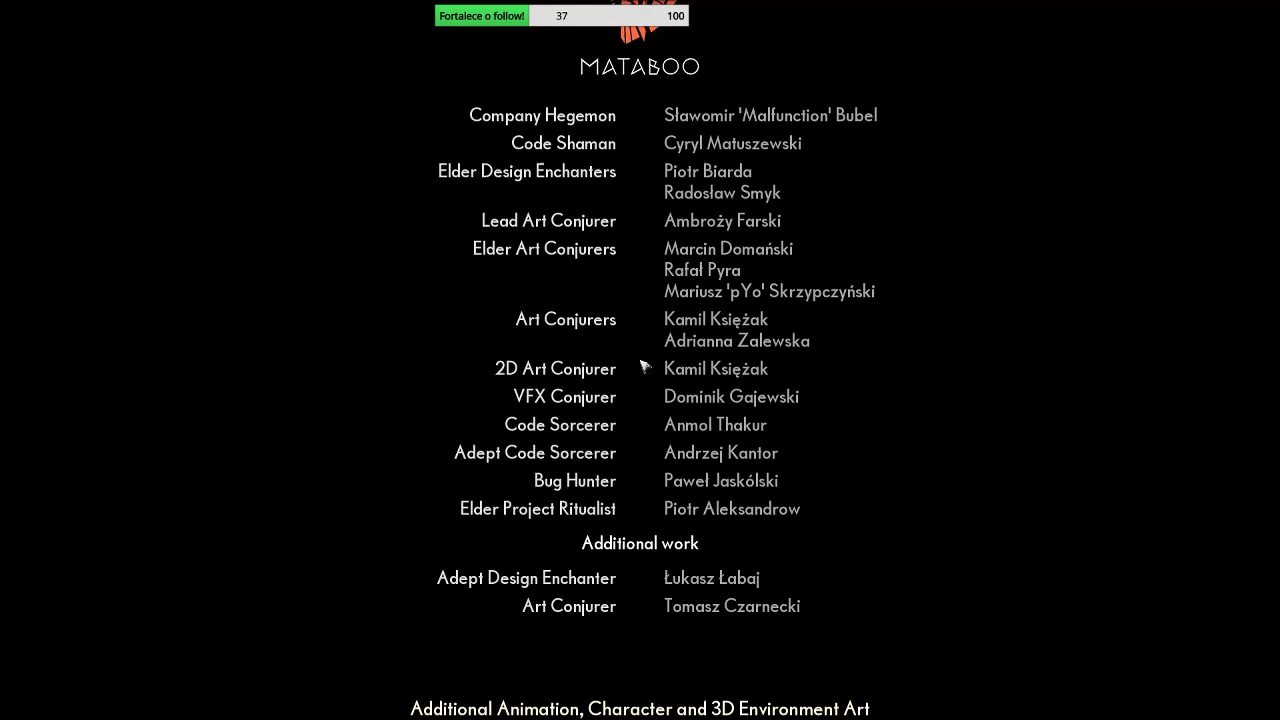 Fortalece o follow! 37 100
MATABOO
Company Hegemon Sławomir 'Malfunction' Bubel
Code Shaman Cyryl Matuszewski
Elder Design Enchanters Piotr Biarda
Radosław Smyk
Lead Art Conjurer Ambroży Farski
Elder Art Conjurers Marcin Domański
Rafał Pyra
Mariusz 'pYo' Skrzypczyński
Art Conjurers Kamil Księżak
Adrianna Zalewska
2D Art Conjurer Kamil Księżak
VFX Conjurer Dominik Gajewski
Code Sorcerer Anmol Thakur
Adept Code Sorcerer Andrzej Kantor
Bug Hunter Paweł Jaskólski
Elder Project Ritualist Piotr Aleksandrow
Additional work
Adept Design Enchanter Łukasz Łabaj
Art Conjurer Tomasz Czarnecki
Additional Animation, Character and 3D Environment Art